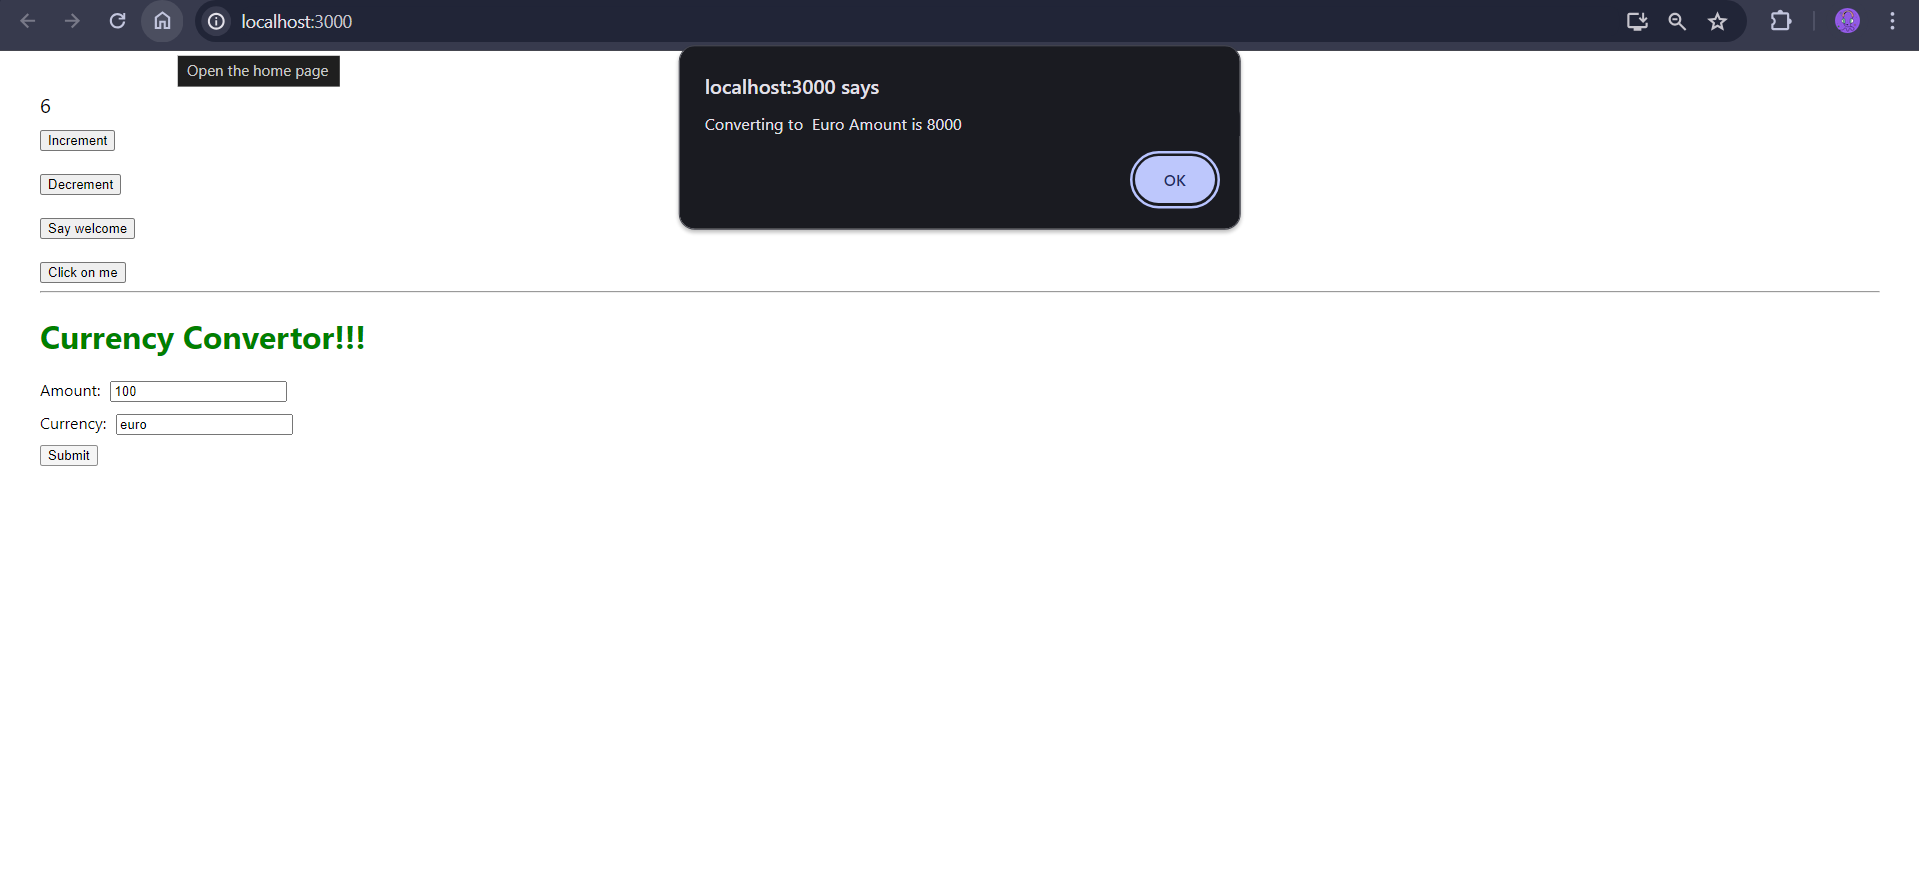 localhost:3000
Open the home page
localhost:3000 says
Converting to  Euro Amount is 8000
OK
6
Increment
Decrement
Say welcome
Click on me
Currency Convertor!!!
Amount: 100
Currency: euro
Submit